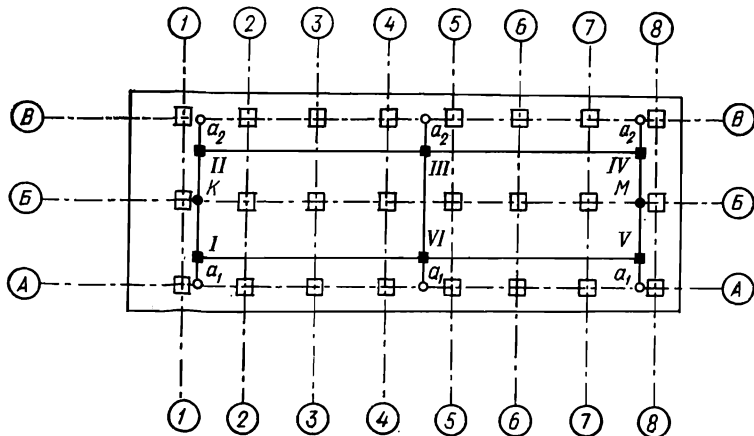 1 2 3 4 5 6 7 8
В a₂ a₂ a₂ В
II III IV
Б К М Б
I VI V
А a₁ a₁ a₁ А
1 2 3 4 5 6 7 8